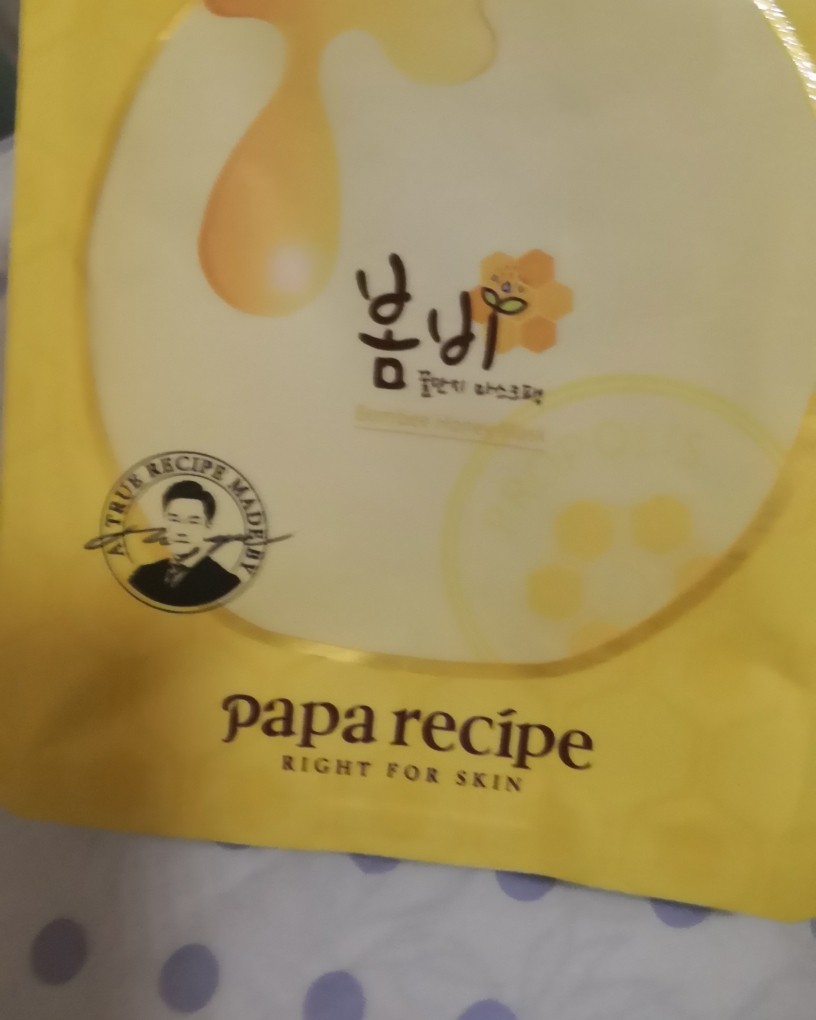 봄비
꿀단지 마스크팩
A TRUE RECIPE MADE BY
papa recipe
RIGHT FOR SKIN